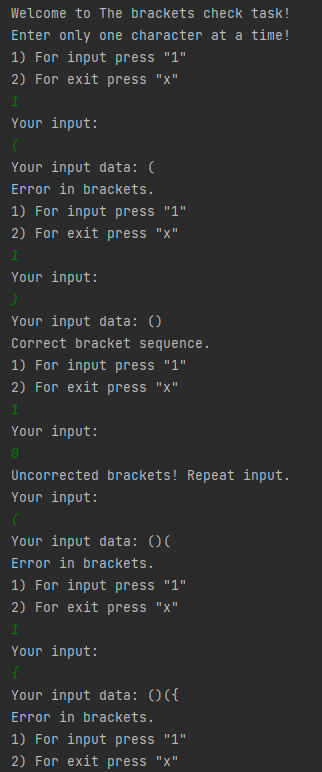 Welcome to The brackets check task!
Enter only one character at a time!
1) For input press "1"
2) For exit press "x"
1
Your input:
(
Your input data: (
Error in brackets.
1) For input press "1"
2) For exit press "x"
1
Your input:
)
Your input data: ()
Correct bracket sequence.
1) For input press "1"
2) For exit press "x"
1
Your input:
0
Uncorrected brackets! Repeat input.
Your input:
(
Your input data: ()(
Error in brackets.
1) For input press "1"
2) For exit press "x"
1
Your input:
{
Your input data: ()({
Error in brackets.
1) For input press "1"
2) For exit press "x"